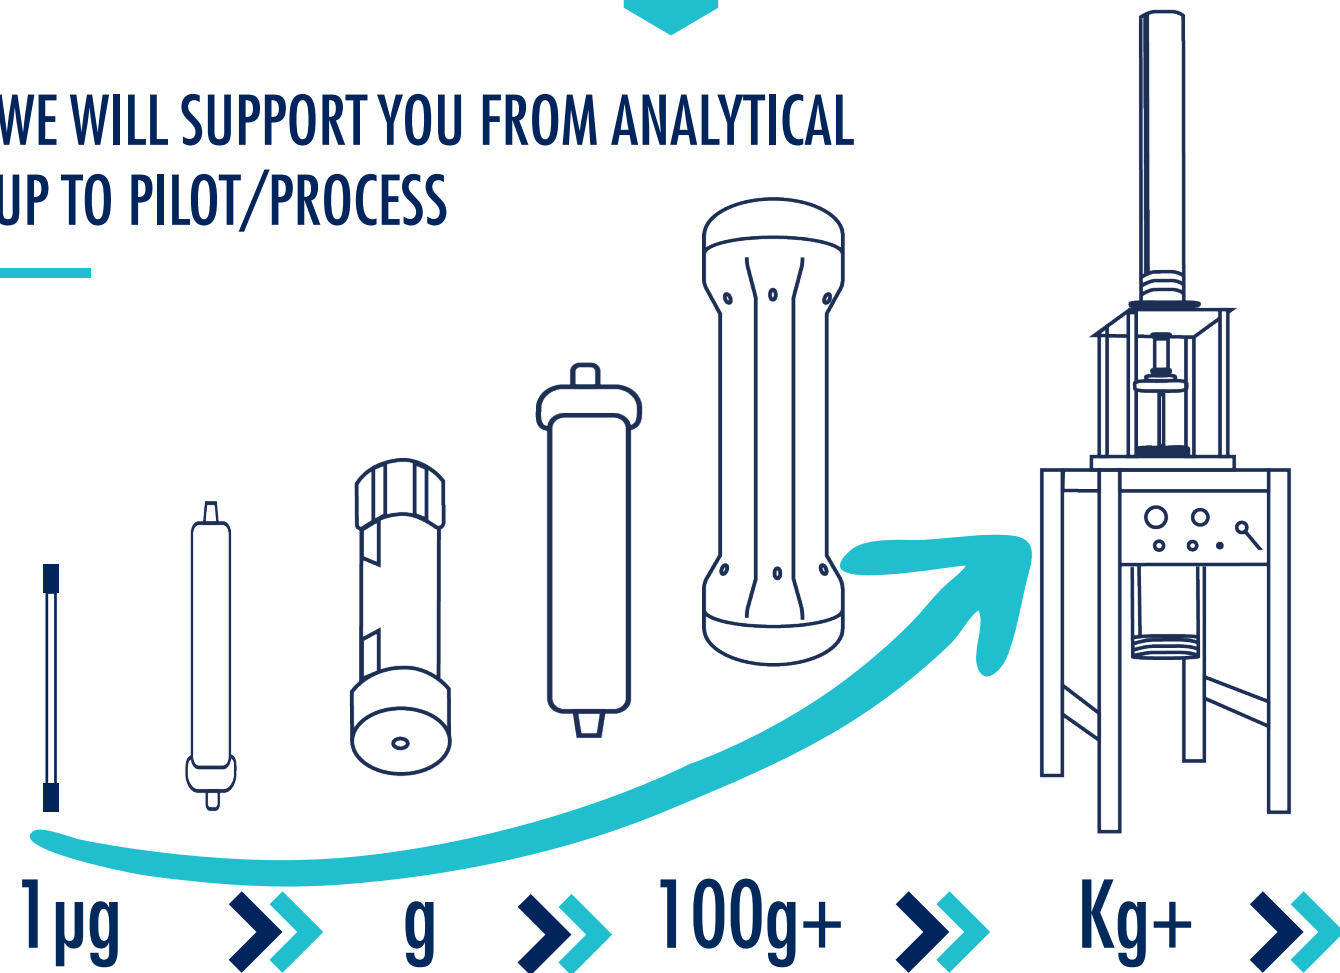 WE WILL SUPPORT YOU FROM ANALYTICAL
UP TO PILOT/PROCESS
1µg g 100g+ Kg+